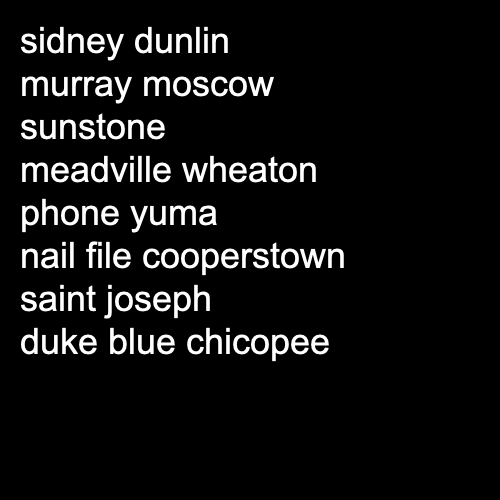 sidney dunlin
murray moscow
sunstone
meadville wheaton
phone yuma
nail file cooperstown
saint joseph
duke blue chicopee